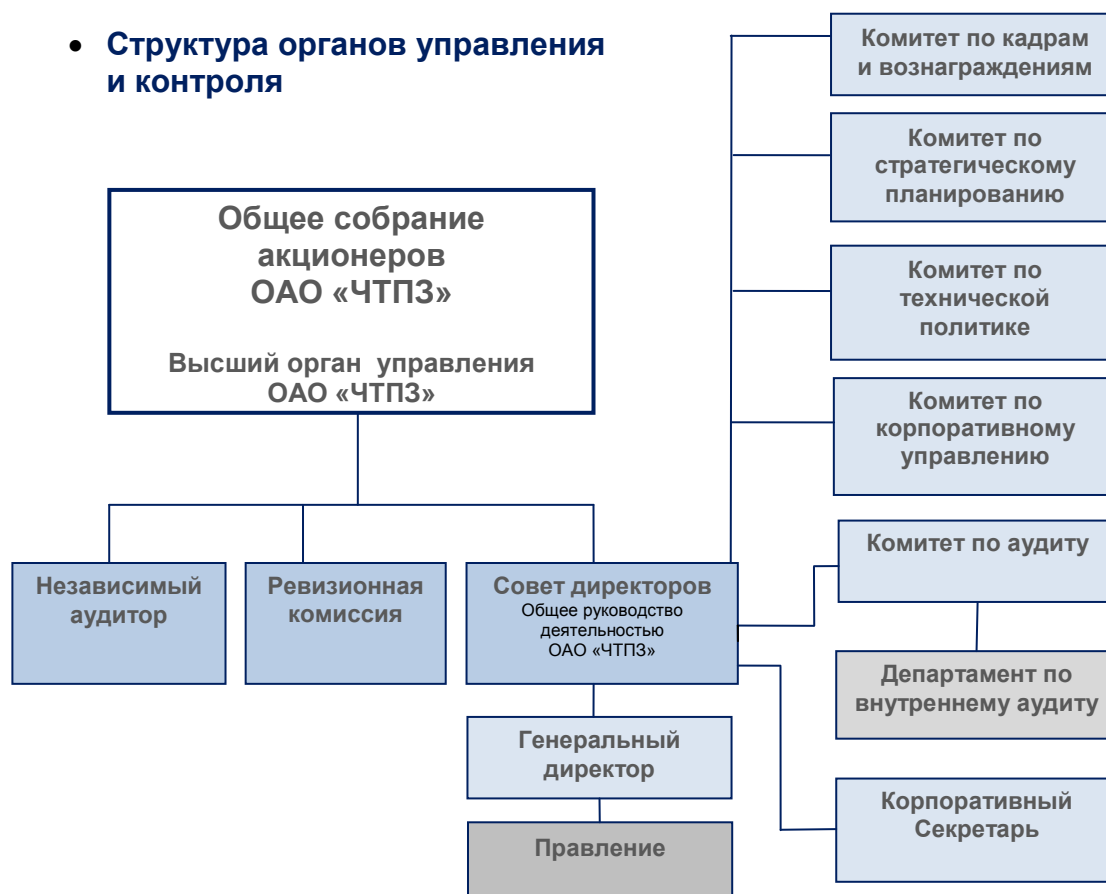 • Структура органов управления
и контроля
Комитет по кадрам
и вознаграждениям
Комитет по
стратегическому
планированию
Общее собрание
акционеров
ОАО «ЧТПЗ»
Высший орган управления
ОАО «ЧТПЗ»
Комитет по
технической
политике
Комитет по
корпоративному
управлению
Комитет по аудиту
Независимый
аудитор
Ревизионная
комиссия
Совет директоров
Общее руководство
деятельностью
ОАО «ЧТПЗ»
Департамент по
внутреннему аудиту
Генеральный
директор
Корпоративный
Секретарь
Правление